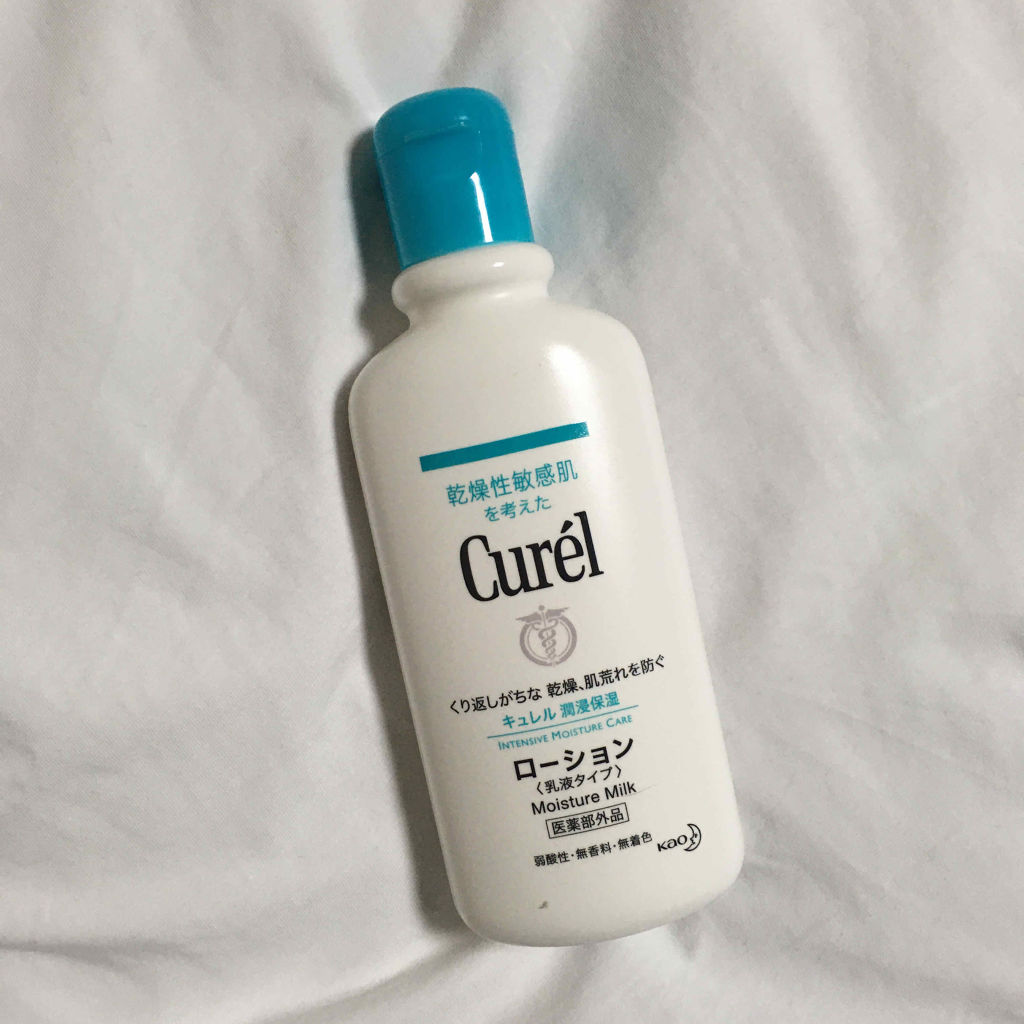 乾燥性敏感肌
を考えた
Curél
くり返しがちな 乾燥、肌荒れを防ぐ
キュレル 潤浸保湿
INTENSIVE MOISTURE CARE
ローション
〈乳液タイプ〉
Moisture Milk
医薬部外品
弱酸性・無香料・無着色
Kao